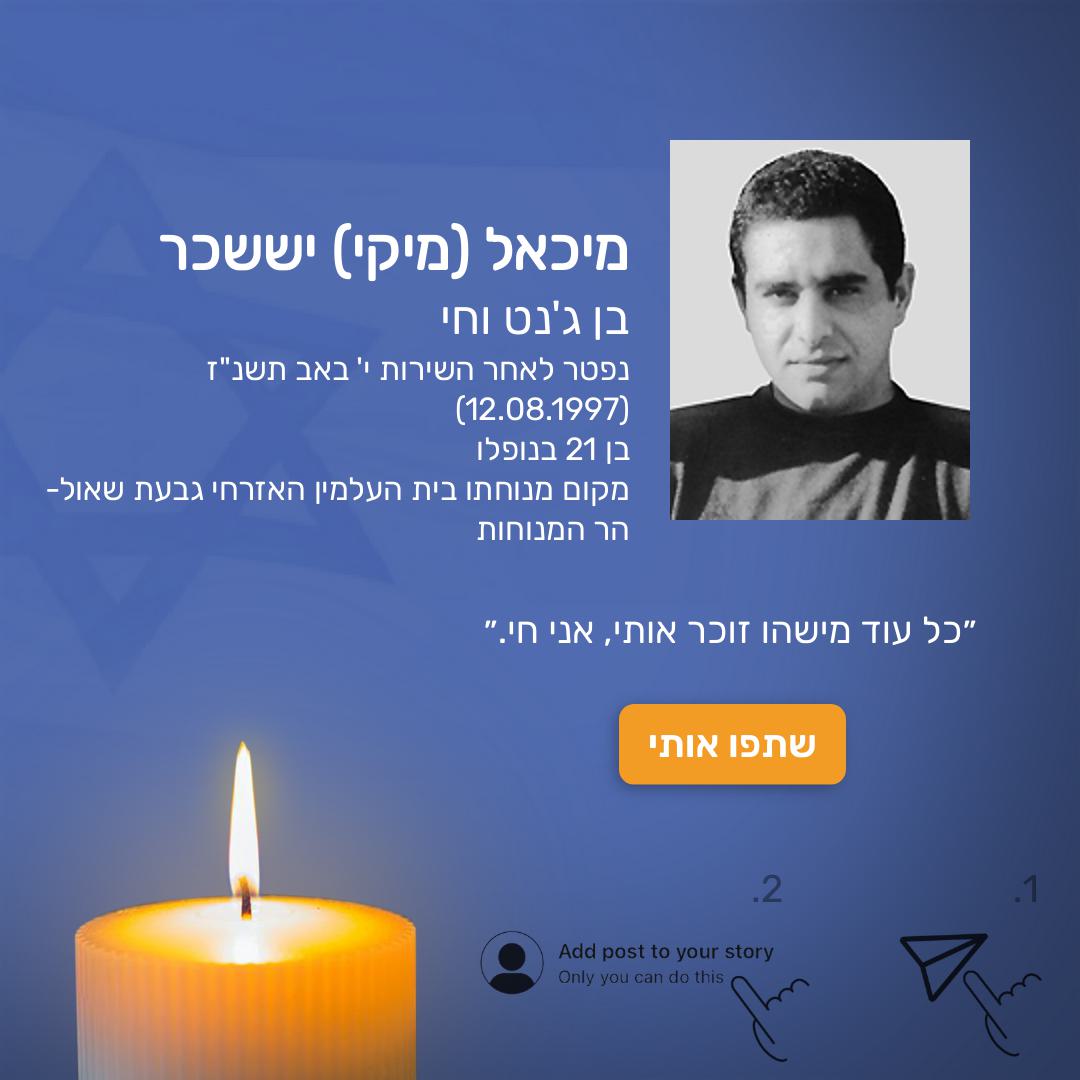 מיכאל (מיקי) יששכר
בן ג'נט וחי
נפטר לאחר השירות י' באב תשנ"ז
(12.08.1997)
בן 21 בנופלו
מקום מנוחתו בית העלמין האזרחי גבעת שאול-
הר המנוחות
״כל עוד מישהו זוכר אותי, אני חי.״
שתפו אותי
1.
2.
Add post to your story
Only you can do this